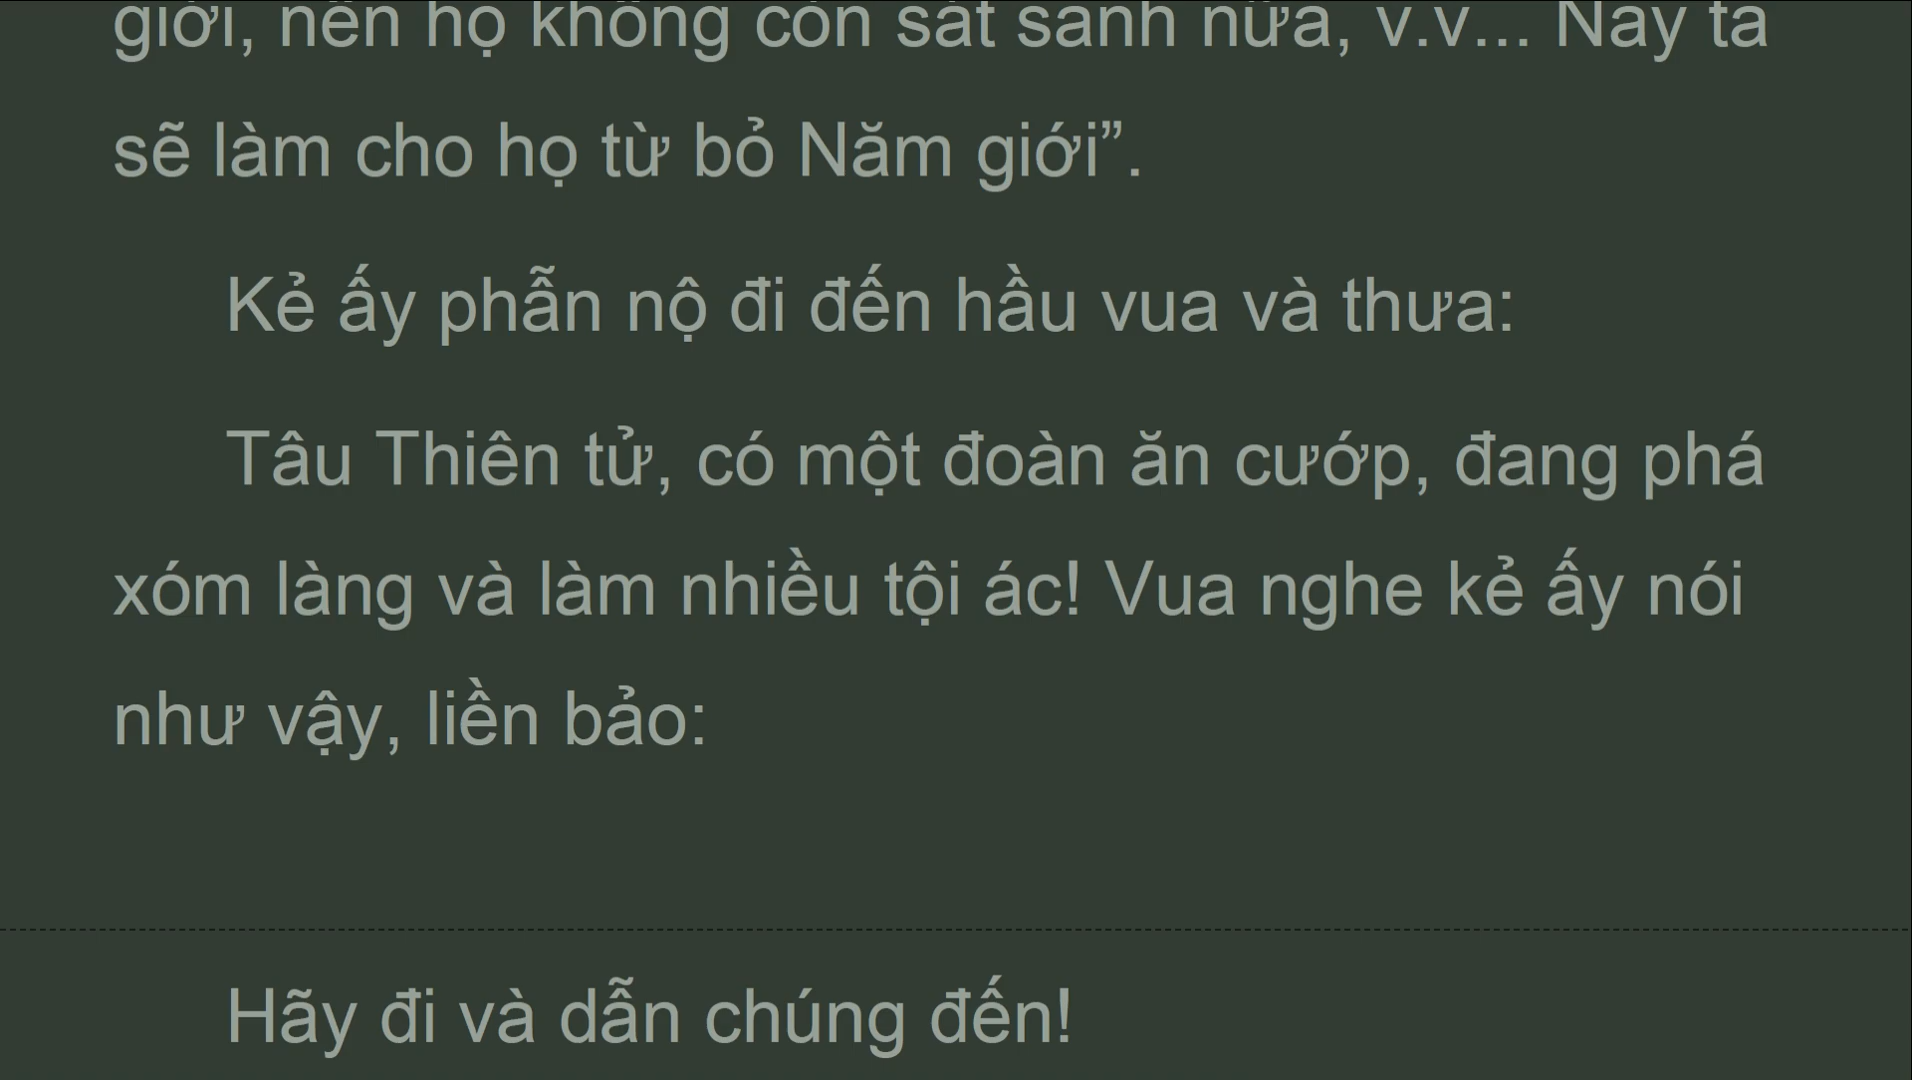 giới, nên họ không còn sát sanh nữa, v.v... Nay ta
sẽ làm cho họ từ bỏ Năm giới”.
Kẻ ấy phẫn nộ đi đến hầu vua và thưa:
Tâu Thiên tử, có một đoàn ăn cướp, đang phá
xóm làng và làm nhiều tội ác! Vua nghe kẻ ấy nói
như vậy, liền bảo:
Hãy đi và dẫn chúng đến!